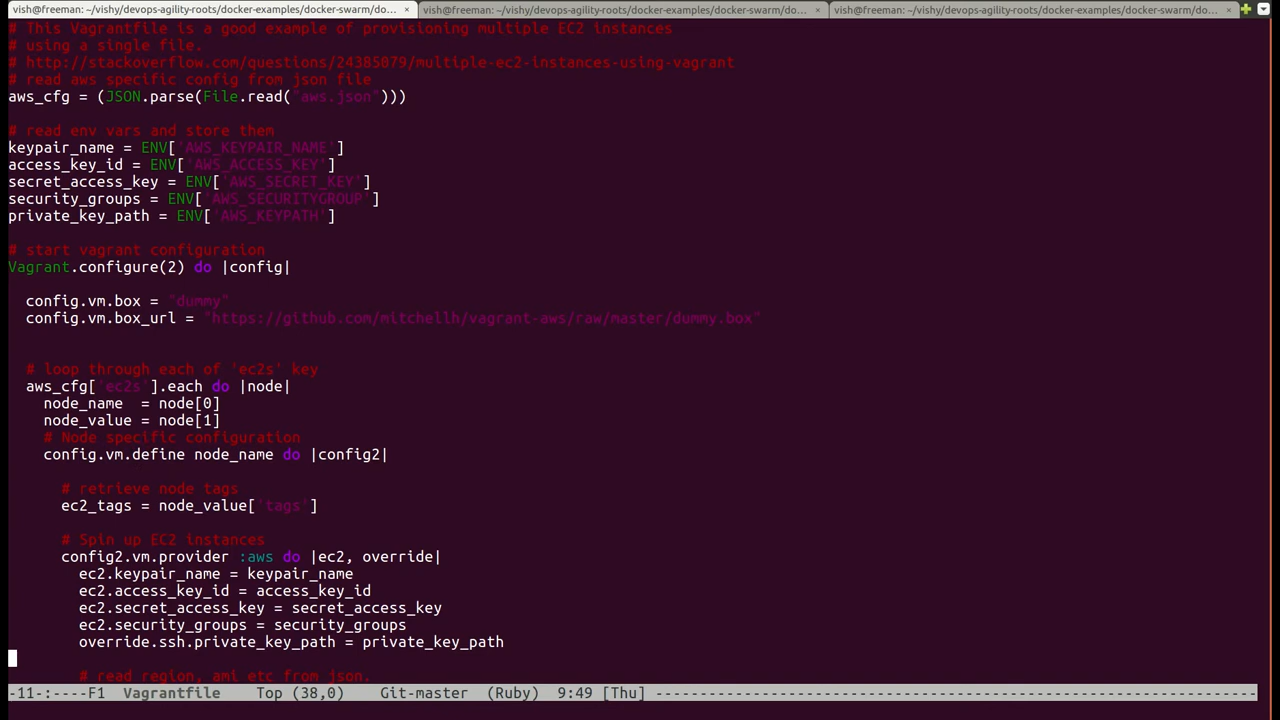 vish@freeman: ~/vishy/devops-agility-roots/docker-examples/docker-swarm/do... × vish@freeman: ~/vishy/devops-agility-roots/docker-examples/docker-swarm/do... × vish@freeman: ~/vishy/devops-agility-roots/docker-examples/docker-swarm/do... ×
# This Vagrantfile is a good example of provisioning multiple EC2 instances
# using a single file.
# http://stackoverflow.com/questions/24385079/multiple-ec2-instances-using-vagrant
# read aws specific config from json file
aws_cfg = (JSON.parse(File.read("aws.json")))
# read env vars and store them
keypair_name = ENV['AWS_KEYPAIR_NAME']
access_key_id = ENV['AWS_ACCESS_KEY']
secret_access_key = ENV['AWS_SECRET_KEY']
security_groups = ENV['AWS_SECURITYGROUP']
private_key_path = ENV['AWS_KEYPATH']
# start vagrant configuration
Vagrant.configure(2) do |config|
config.vm.box = "dummy"
config.vm.box_url = "https://github.com/mitchellh/vagrant-aws/raw/master/dummy.box"
# loop through each of 'ec2s' key
aws_cfg['ec2s'].each do |node|
node_name  = node[0]
node_value = node[1]
# Node specific configuration
config.vm.define node_name do |config2|
# retrieve node tags
ec2_tags = node_value['tags']
# Spin up EC2 instances
config2.vm.provider :aws do |ec2, override|
ec2.keypair_name = keypair_name
ec2.access_key_id = access_key_id
ec2.secret_access_key = secret_access_key
ec2.security_groups = security_groups
override.ssh.private_key_path = private_key_path
# read region, ami etc from json.
-11-:----F1  Vagrantfile    Top (38,0)    Git-master  (Ruby)  9:49 [Thu] ---------------------------------------------------------------------